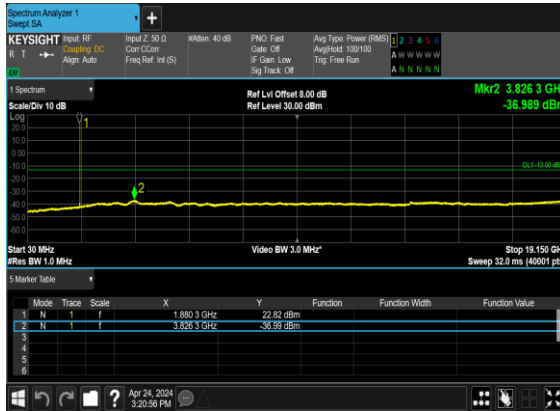 Spectrum Analyzer 1
Swept SA
KEYSIGHT
R T
Input: RF
Coupling: DC
Align: Auto
Input Z: 50 Ω
Corr CCorr
Freq Ref: Int (S)
#Atten: 40 dB
PNO: Fast
Gate: Off
IF Gain: Low
Sig Track: Off
Avg Type: Power (RMS)
Avg|Hold: 100/100
Trig: Free Run
1 2 3 4 5 6
A W W W W W
A N N N N N
1 Spectrum
Scale/Div 10 dB
Ref Lvl Offset 8.00 dB
Ref Level 30.00 dBm
Mkr2 3.826 3 GH
-36.989 dBm
Log
20.0
10.0
0.00
-10.0
-20.0
-30.0
-40.0
-50.0
-60.0
1
2
DL1 -13.00 dB
Start 30 MHz
#Res BW 1.0 MHz
Video BW 3.0 MHz*
Stop 19.150 GH
Sweep 32.0 ms (40001 pt
5 Marker Table
Mode Trace Scale X Y Function Function Width Function Value
1 N 1 f 1.880 3 GHz 22.82 dBm
2 N 1 f 3.826 3 GHz -36.99 dBm
3
4
5
6
?
Apr 24, 2024
3:20:56 PM